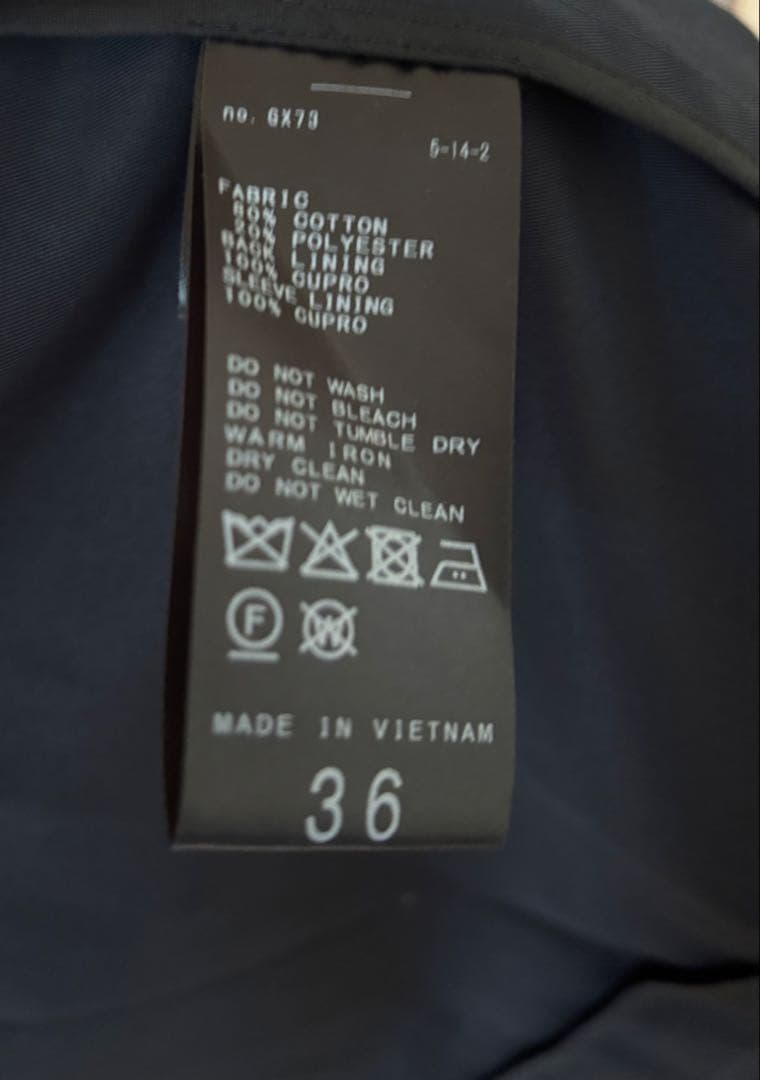 no. GX73
5-14-2
FABRIC
80% COTTON
20% POLYESTER
BACK LINING
100% CUPRO
SLEEVE LINING
100% CUPRO
DO NOT WASH
DO NOT BLEACH
DO NOT TUMBLE DRY
WARM IRON
DRY CLEAN
DO NOT WET CLEAN
F W
MADE IN VIETNAM
36